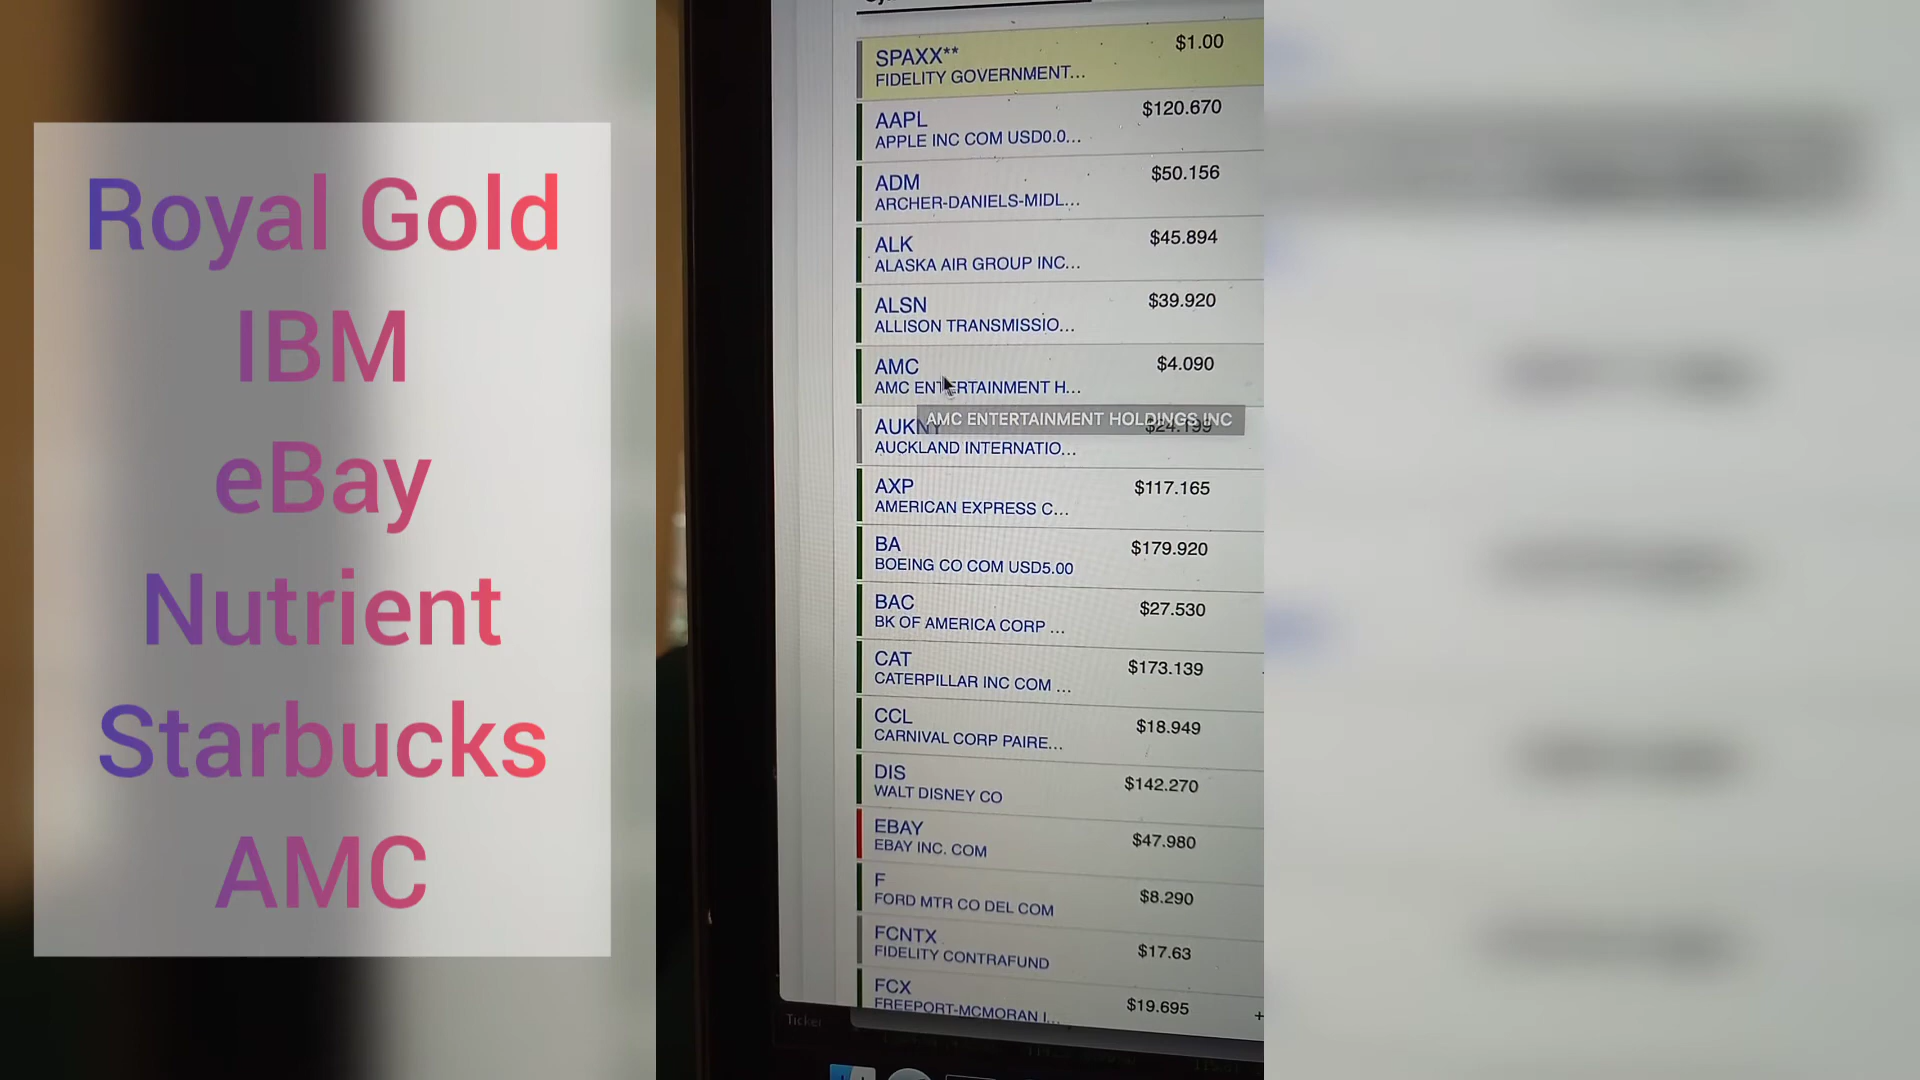 Royal Gold
IBM
eBay
Nutrient
Starbucks
AMC
SPAXX** $1.00
FIDELITY GOVERNMENT...
AAPL $120.670
APPLE INC COM USD0.0...
ADM $50.156
ARCHER-DANIELS-MIDL...
ALK $45.894
ALASKA AIR GROUP INC...
ALSN $39.920
ALLISON TRANSMISSIO...
AMC $4.090
AMC ENTERTAINMENT H...
AMC ENTERTAINMENT HOLDINGS INC
AUKNY $24.199
AUCKLAND INTERNATIO...
AXP $117.165
AMERICAN EXPRESS C...
BA $179.920
BOEING CO COM USD5.00
BAC $27.530
BK OF AMERICA CORP ...
CAT $173.139
CATERPILLAR INC COM ...
CCL $18.949
CARNIVAL CORP PAIRE...
DIS $142.270
WALT DISNEY CO
EBAY $47.980
EBAY INC. COM
F $8.290
FORD MTR CO DEL COM
FCNTX $17.63
FIDELITY CONTRAFUND
FCX $19.695 +
FREEPORT-MCMORAN I...
Ticker